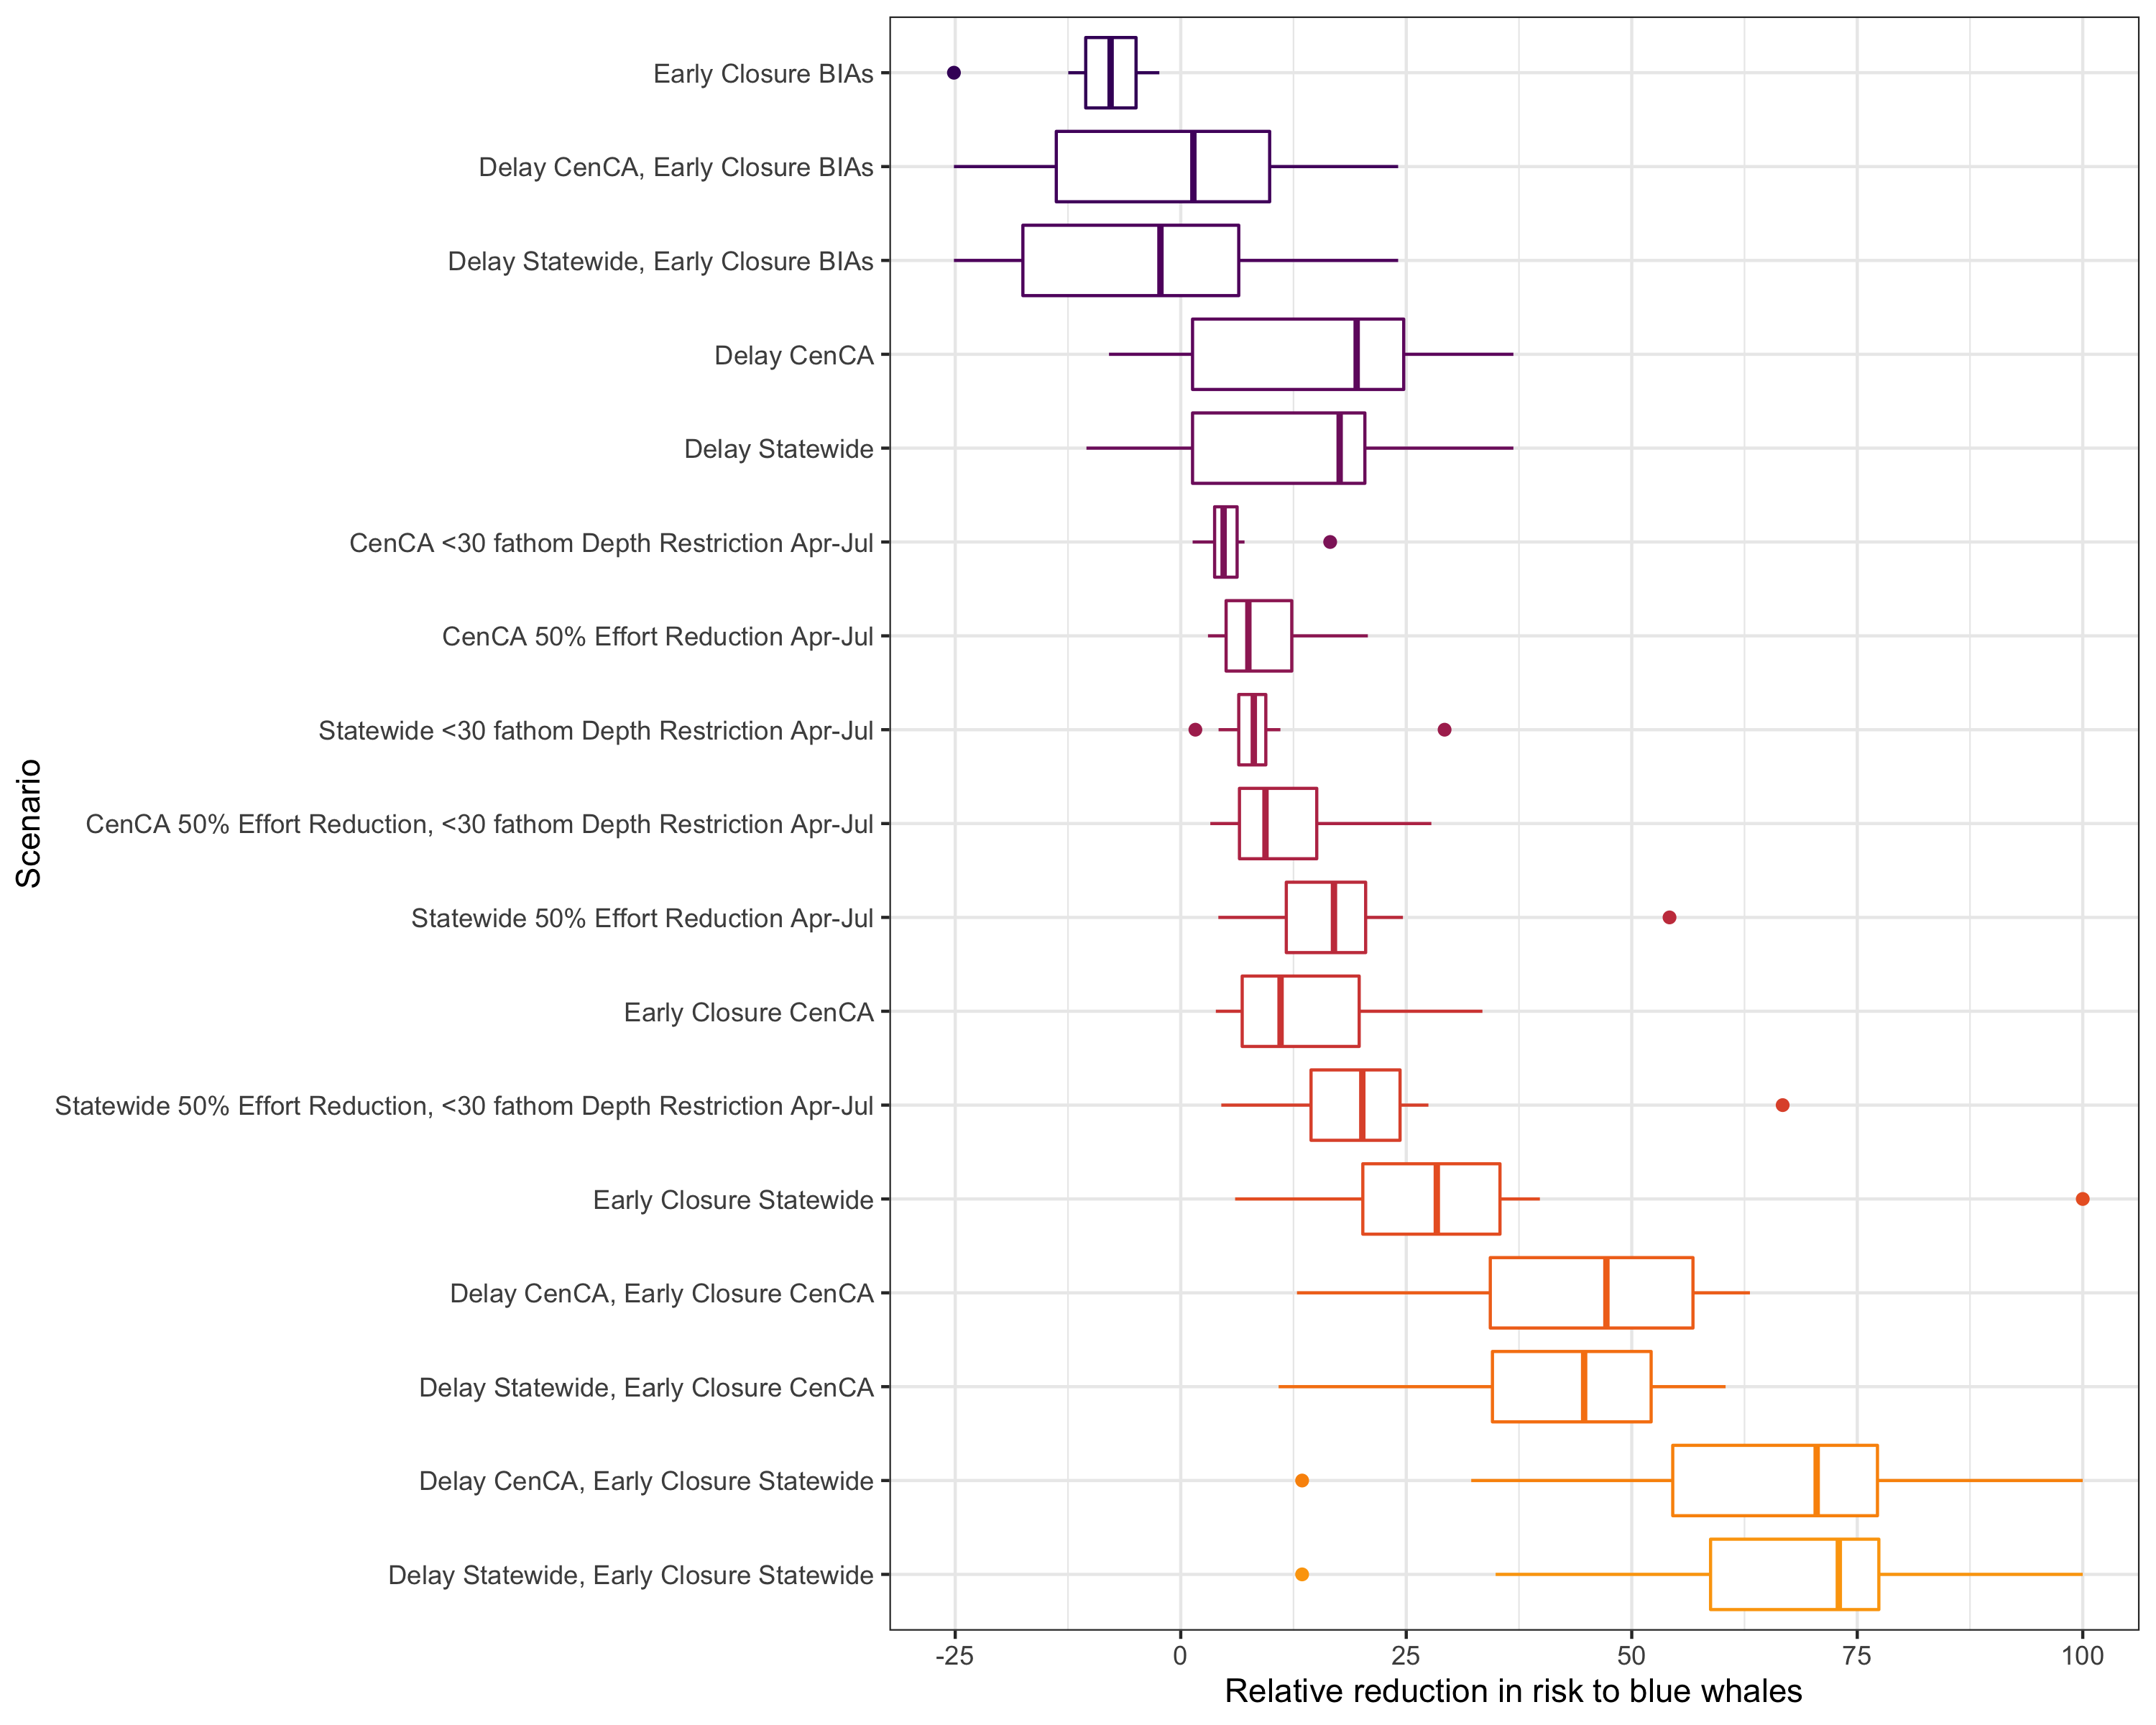 Early Closure BIAs
Delay CenCA, Early Closure BIAs
Delay Statewide, Early Closure BIAs
Delay CenCA
Delay Statewide
CenCA <30 fathom Depth Restriction Apr-Jul
CenCA 50% Effort Reduction Apr-Jul
Statewide <30 fathom Depth Restriction Apr-Jul
CenCA 50% Effort Reduction, <30 fathom Depth Restriction Apr-Jul
Statewide 50% Effort Reduction Apr-Jul
Early Closure CenCA
Statewide 50% Effort Reduction, <30 fathom Depth Restriction Apr-Jul
Early Closure Statewide
Delay CenCA, Early Closure CenCA
Delay Statewide, Early Closure CenCA
Delay CenCA, Early Closure Statewide
Delay Statewide, Early Closure Statewide
Scenario
-25 0 25 50 75 100
Relative reduction in risk to blue whales